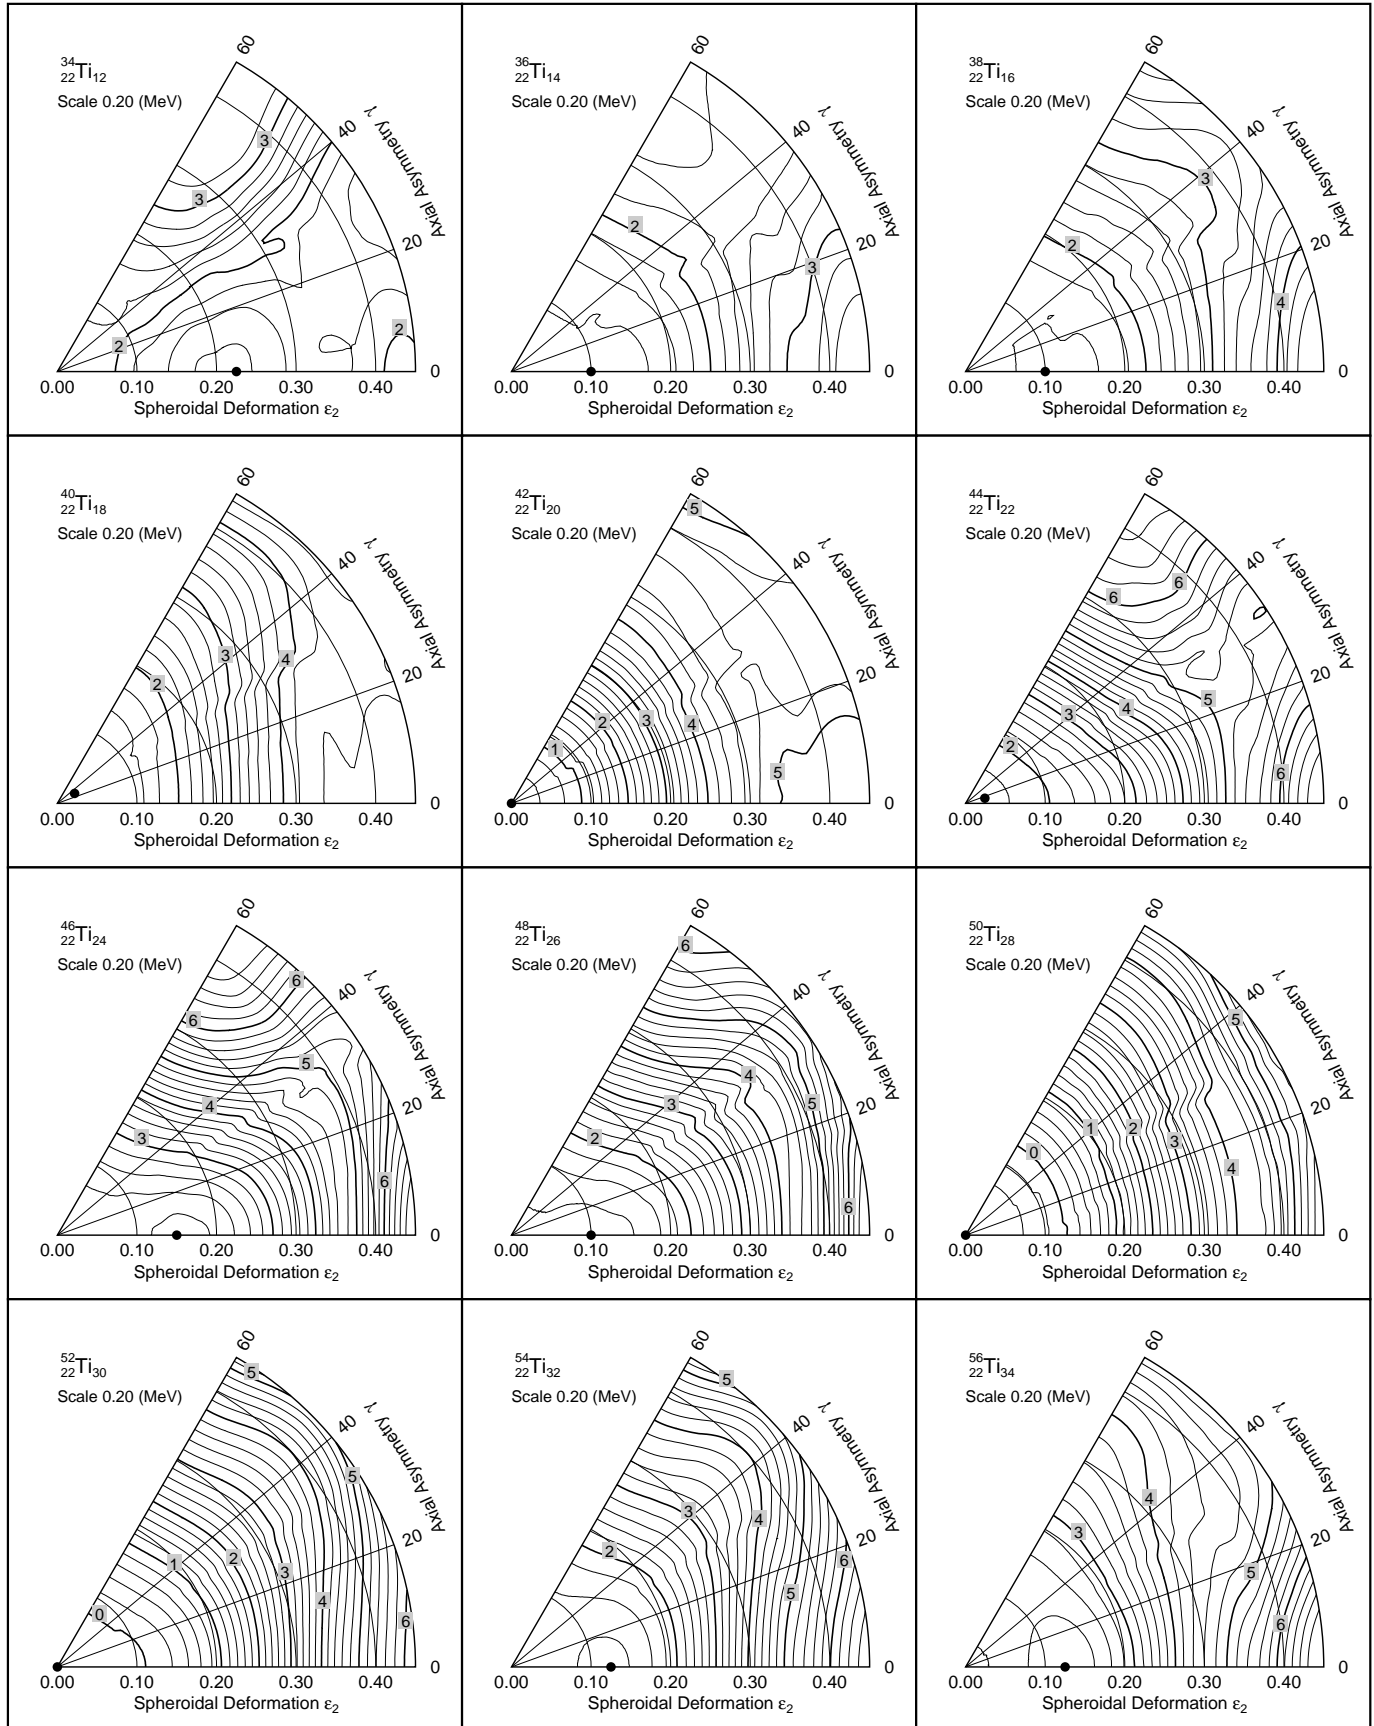 34 22 Ti 12
Scale 0.20 (MeV)
60
40
20
0
Axial Asymmetry γ
3
3
2
2
0.00 0.10 0.20 0.30 0.40
Spheroidal Deformation ε2
36 22 Ti 14
Scale 0.20 (MeV)
60
40
20
0
Axial Asymmetry γ
2
3
0.00 0.10 0.20 0.30 0.40
Spheroidal Deformation ε2
38 22 Ti 16
Scale 0.20 (MeV)
60
40
20
0
Axial Asymmetry γ
3
2
4
0.00 0.10 0.20 0.30 0.40
Spheroidal Deformation ε2
40 22 Ti 18
Scale 0.20 (MeV)
60
40
20
0
Axial Asymmetry γ
3
4
2
0.00 0.10 0.20 0.30 0.40
Spheroidal Deformation ε2
42 22 Ti 20
Scale 0.20 (MeV)
60
40
20
0
Axial Asymmetry γ
5
1
2
3
4
5
0.00 0.10 0.20 0.30 0.40
Spheroidal Deformation ε2
44 22 Ti 22
Scale 0.20 (MeV)
60
40
20
0
Axial Asymmetry γ
6
6
5
4
3
2
6
0.00 0.10 0.20 0.30 0.40
Spheroidal Deformation ε2
46 22 Ti 24
Scale 0.20 (MeV)
60
40
20
0
Axial Asymmetry γ
6
6
5
4
3
6
0.00 0.10 0.20 0.30 0.40
Spheroidal Deformation ε2
48 22 Ti 26
Scale 0.20 (MeV)
60
40
20
0
Axial Asymmetry γ
6
4
3
5
2
6
0.00 0.10 0.20 0.30 0.40
Spheroidal Deformation ε2
50 22 Ti 28
Scale 0.20 (MeV)
60
40
20
0
Axial Asymmetry γ
5
1
2
3
0
4
0.00 0.10 0.20 0.30 0.40
Spheroidal Deformation ε2
52 22 Ti 30
Scale 0.20 (MeV)
60
40
20
0
Axial Asymmetry γ
5
5
1
2
3
4
0
6
0.00 0.10 0.20 0.30 0.40
Spheroidal Deformation ε2
54 22 Ti 32
Scale 0.20 (MeV)
60
40
20
0
Axial Asymmetry γ
5
3
4
2
6
5
0.00 0.10 0.20 0.30 0.40
Spheroidal Deformation ε2
56 22 Ti 34
Scale 0.20 (MeV)
60
40
20
0
Axial Asymmetry γ
4
3
5
6
0.00 0.10 0.20 0.30 0.40
Spheroidal Deformation ε2